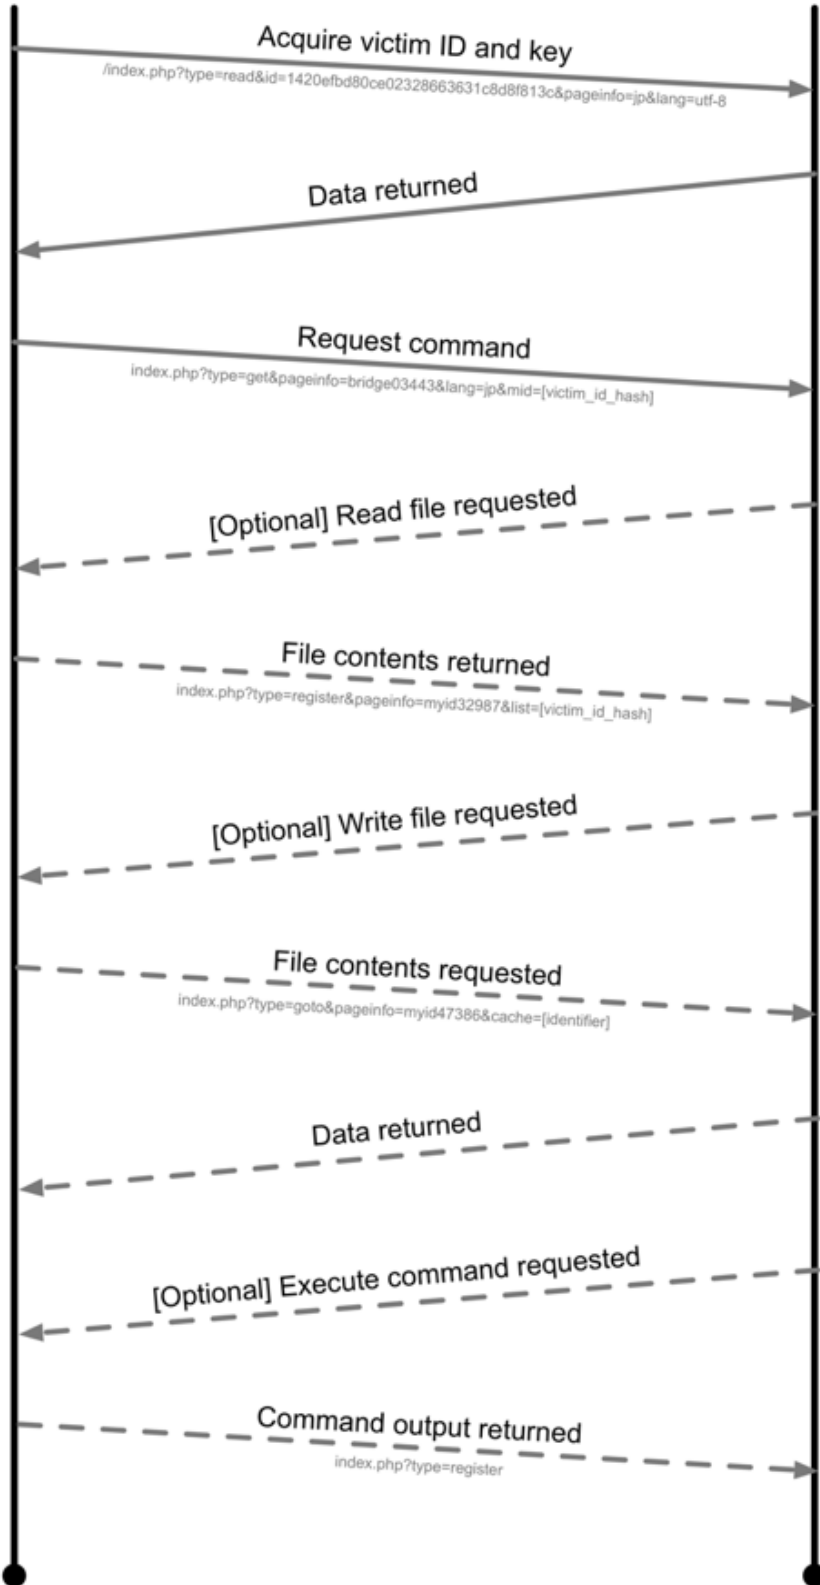 Acquire victim ID and key
/index.php?type=read&id=1420efbd80ce02328663631c8d8f813c&pageinfo=jp&lang=utf-8
Data returned
Request command
index.php?type=get&pageinfo=bridge03443&lang=jp&mid=[victim_id_hash]
[Optional] Read file requested
File contents returned
index.php?type=register&pageinfo=myid32987&list=[victim_id_hash]
[Optional] Write file requested
File contents requested
index.php?type=goto&pageinfo=myid47386&cache=[identifier]
Data returned
[Optional] Execute command requested
Command output returned
index.php?type=register